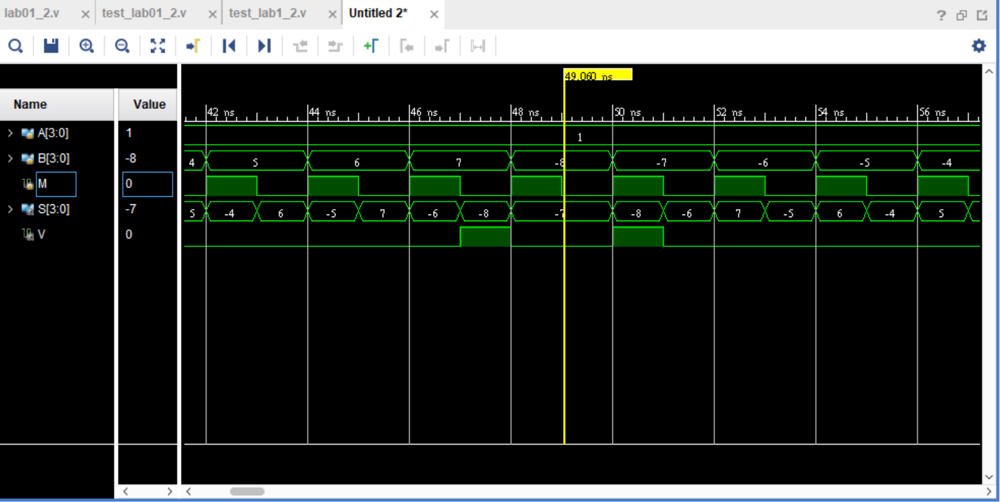 lab01_2.v × test_lab01_2.v × test_lab1_2.v × Untitled 2* ×
49.060 ns
Name Value
42 ns 44 ns 46 ns 48 ns 50 ns 52 ns 54 ns 56 ns
A[3:0] 1 1
B[3:0] -8 4 5 6 7 -8 -7 -6 -5 -4
M 0
S[3:0] -7 5 -4 6 -5 7 -6 -8 -7 -8 -6 7 -5 6 -4 5
V 0